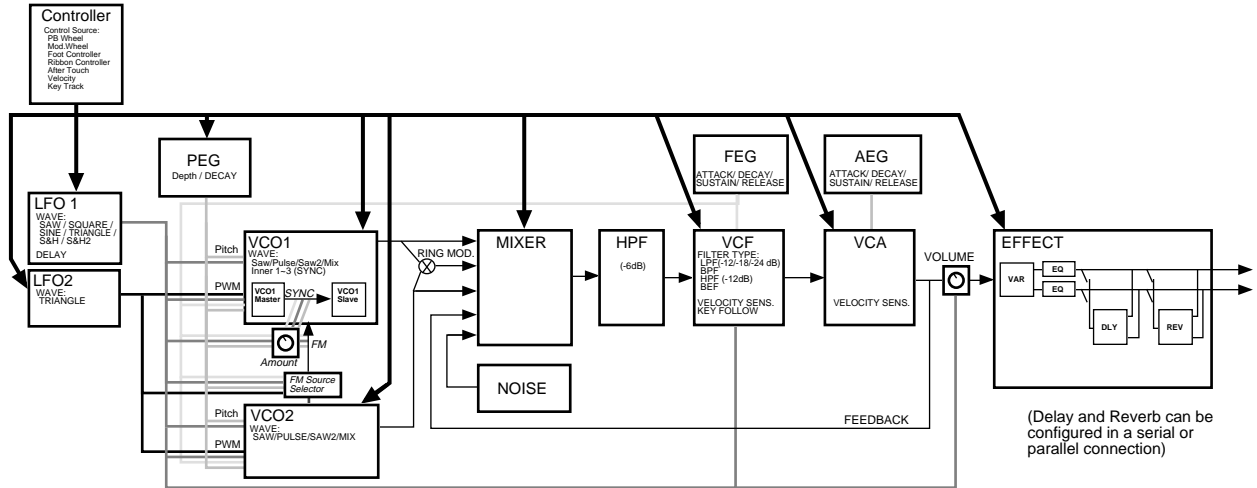 Controller
Control Source:
PB Wheel
Mod.Wheel
Foot Controller
Ribbon Controller
After Touch
Velocity
Key Track
PEG
Depth / DECAY
FEG
ATTACK/ DECAY/
SUSTAIN/ RELEASE
AEG
ATTACK/ DECAY/
SUSTAIN/ RELEASE
LFO 1
WAVE:
SAW / SQUARE /
SINE / TRIANGLE /
S&H / S&H2
DELAY
LFO2
WAVE:
TRIANGLE
Pitch
PWM
VCO1
WAVE:
Saw/Pulse/Saw2/Mix
Inner 1~3 (SYNC)
VCO1
Master
SYNC
VCO1
Slave
RING MOD.
MIXER
HPF
(-6dB)
VCF
FILTER TYPE:
LPF(-12/-18/-24 dB)
BPF
HPF (-12dB)
BEF
VELOCITY SENS.
KEY FOLLOW
VCA
VELOCITY SENS.
VOLUME
EFFECT
VAR
EQ
EQ
DLY
REV
Amount
FM
FM Source
Selector
NOISE
Pitch
PWM
VCO2
WAVE:
SAW/PULSE/SAW2/MIX
FEEDBACK
(Delay and Reverb can be
configured in a serial or
parallel connection)